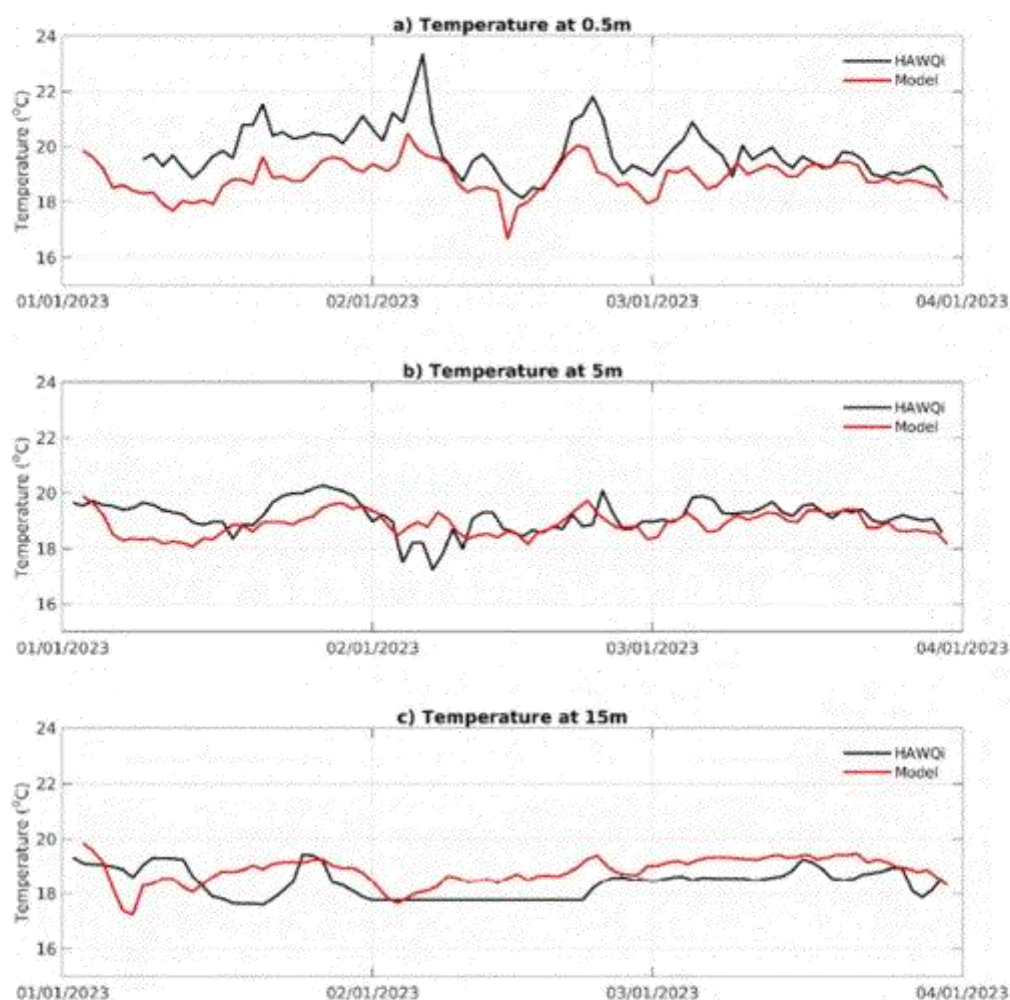 a) Temperature at 0.5m
24
22
20
18
16
Temperature (°C)
HAWQi
Model
01/01/2023 02/01/2023 03/01/2023 04/01/2023
b) Temperature at 5m
24
22
20
18
16
Temperature (°C)
HAWQi
Model
01/01/2023 02/01/2023 03/01/2023 04/01/2023
c) Temperature at 15m
24
22
20
18
16
Temperature (°C)
HAWQi
Model
01/01/2023 02/01/2023 03/01/2023 04/01/2023